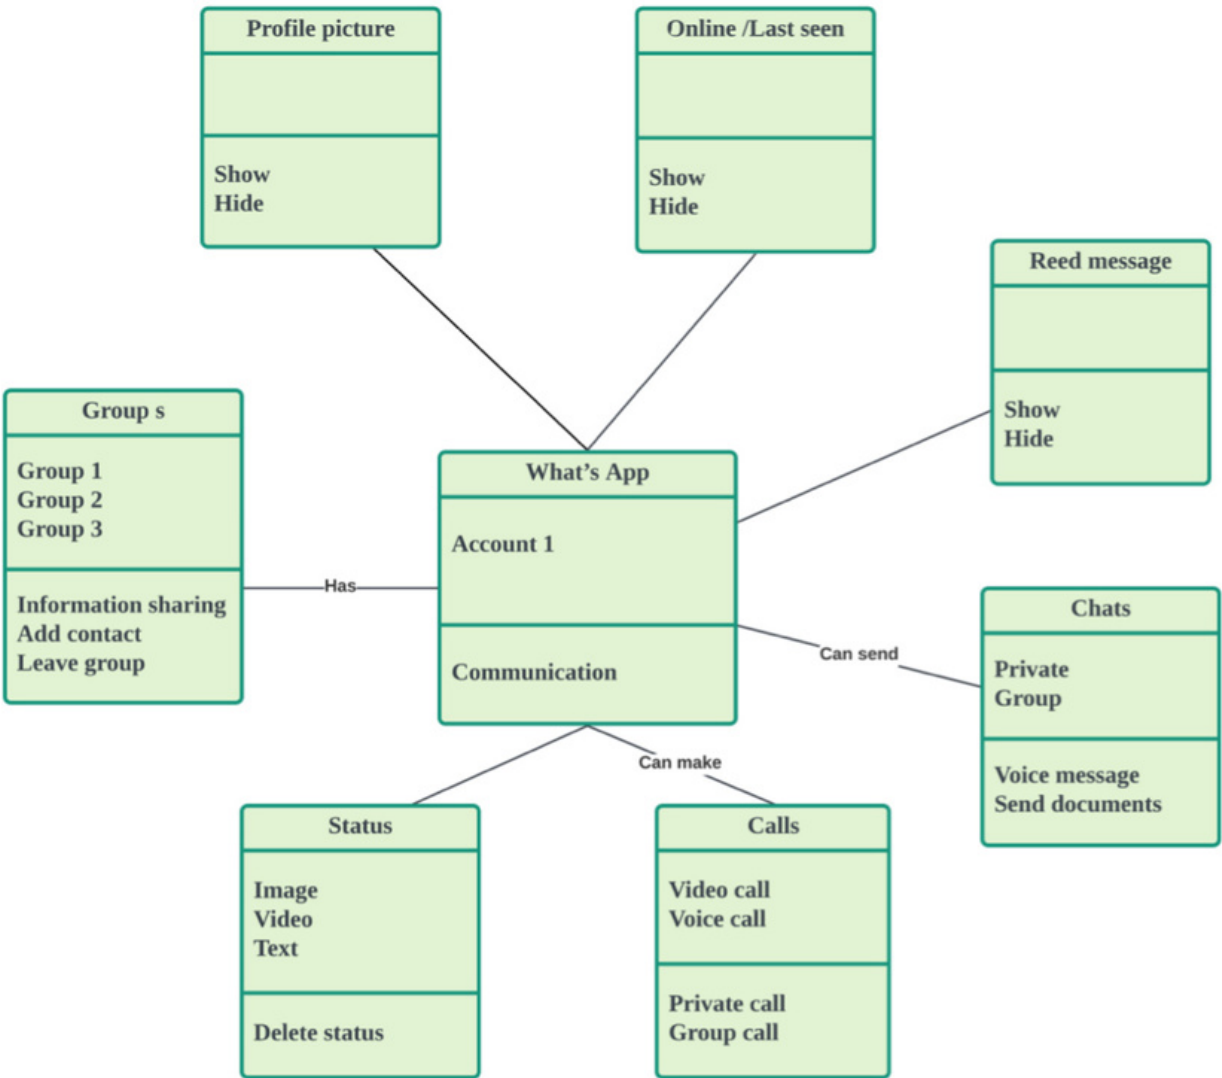 Profile picture
Show
Hide
Online /Last seen
Show
Hide
Reed message
Show
Hide
Group s
Group 1
Group 2
Group 3
Information sharing
Add contact
Leave group
Has
What’s App
Account 1
Communication
Can send
Chats
Private
Group
Voice message
Send documents
Can make
Status
Image
Video
Text
Delete status
Calls
Video call
Voice call
Private call
Group call